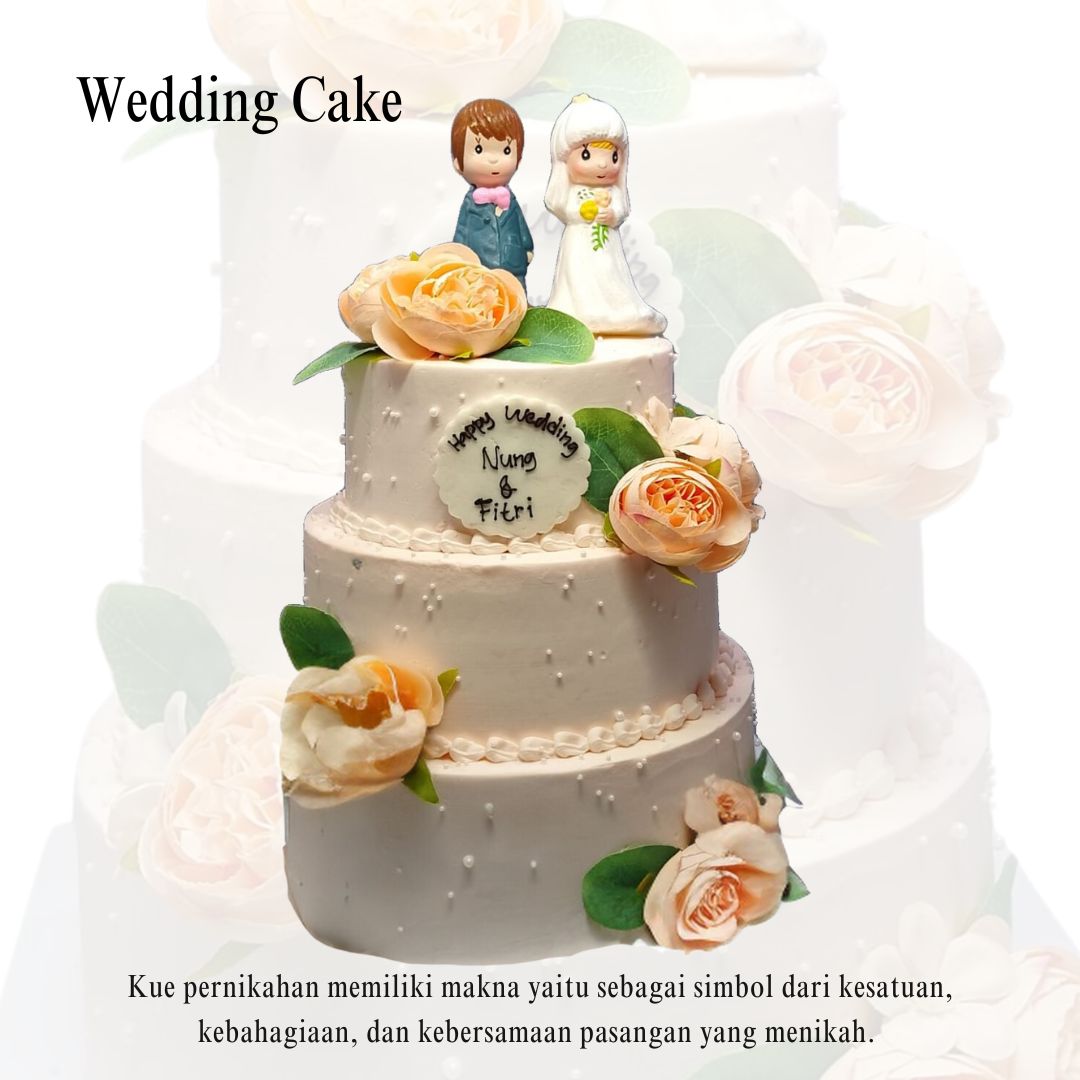 Wedding Cake
Happy Wedding
Nung
&
Fitri
Kue pernikahan memiliki makna yaitu sebagai simbol dari kesatuan,
kebahagiaan, dan kebersamaan pasangan yang menikah.